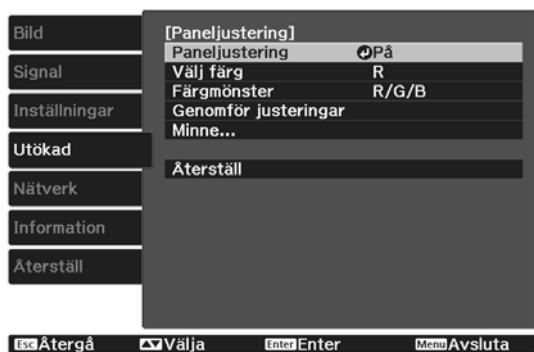 Bild
Signal
Inställningar
Utökad
Nätverk
Information
Återställ
[Paneljustering]
Paneljustering På
Välj färg R
Färgmönster R/G/B
Genomför justeringar
Minne...
Återställ
Esc Återgå Välja Enter Enter Menu Avsluta